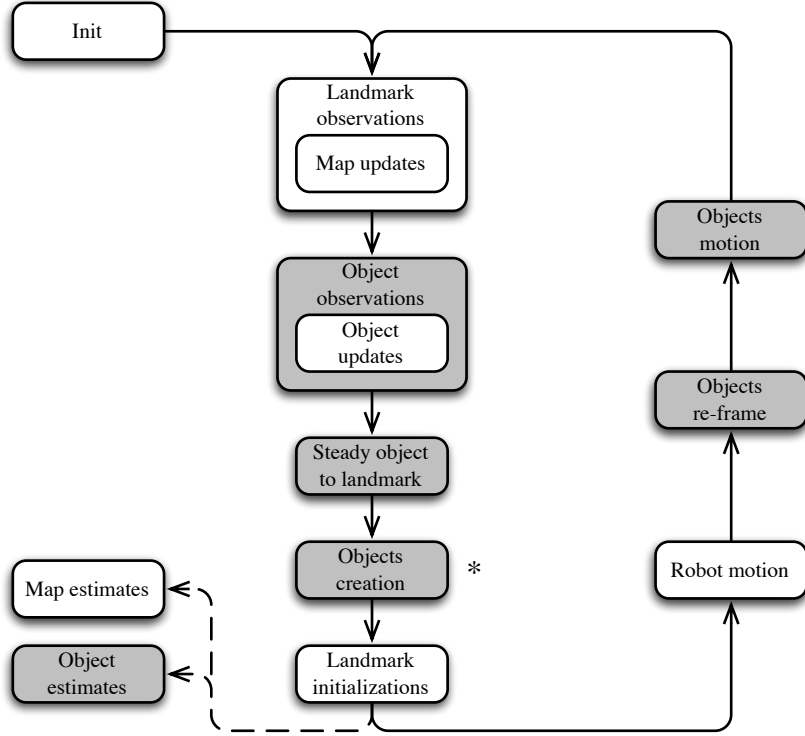 Init
Landmark
observations
Map updates
Object
observations
Object
updates
Steady object
to landmark
Objects
creation
*
Landmark
initializations
Map estimates
Object
estimates
Robot motion
Objects
re-frame
Objects
motion